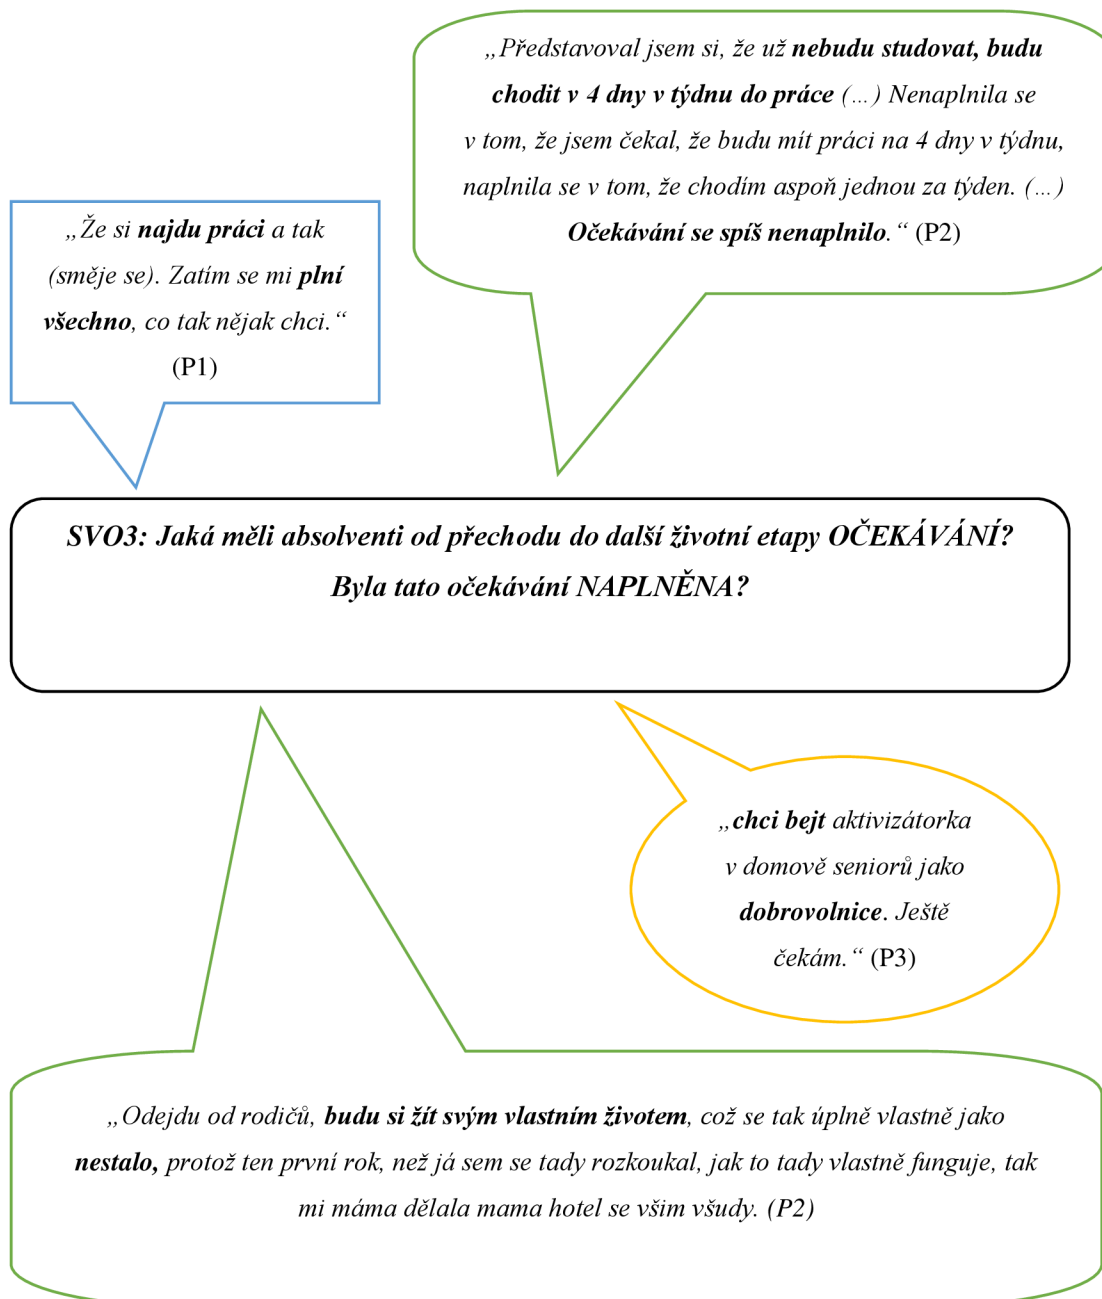 „Představoval jsem si, že už nebudu studovat, budu
chodit v 4 dny v týdnu do práce (…) Nenaplnila se
v tom, že jsem čekal, že budu mít práci na 4 dny v týdnu,
naplnila se v tom, že chodím aspoň jednou za týden. (…)
Očekávání se spíš nenaplnilo.“ (P2)
„Že si najdu práci a tak
(směje se). Zatím se mi plní
všechno, co tak nějak chci.“
(P1)
SVO3: Jaká měli absolventi od přechodu do další životní etapy OČEKÁVÁNÍ?
Byla tato očekávání NAPLNĚNA?
„chci bejt aktivizátorka
v domově seniorů jako
dobrovolnice. Ještě
čekám.“ (P3)
„Odejdu od rodičů, budu si žít svým vlastním životem, což se tak úplně vlastně jako
nestalo, protož ten první rok, než já sem se tady rozkoukal, jak to tady vlastně funguje, tak
mi máma dělala mama hotel se všim všudy. (P2)